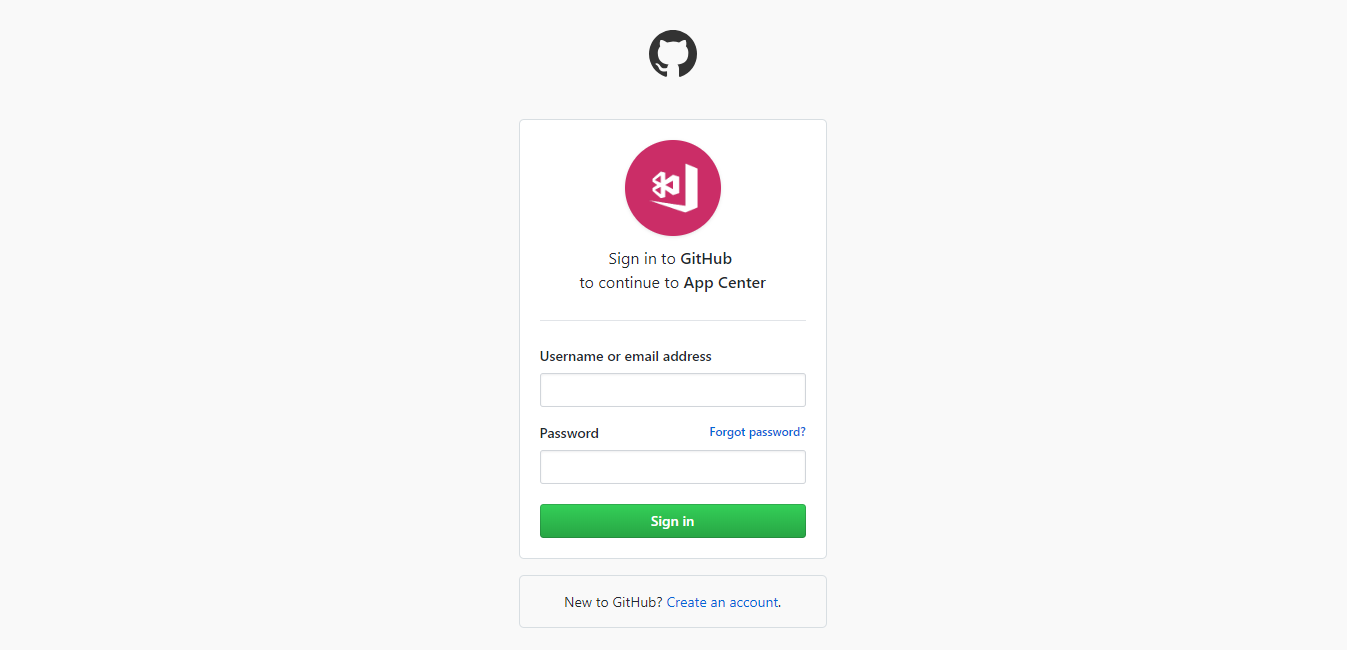 Sign in to GitHub
to continue to App Center
Username or email address
Password
Forgot password?
Sign in
New to GitHub? Create an account.